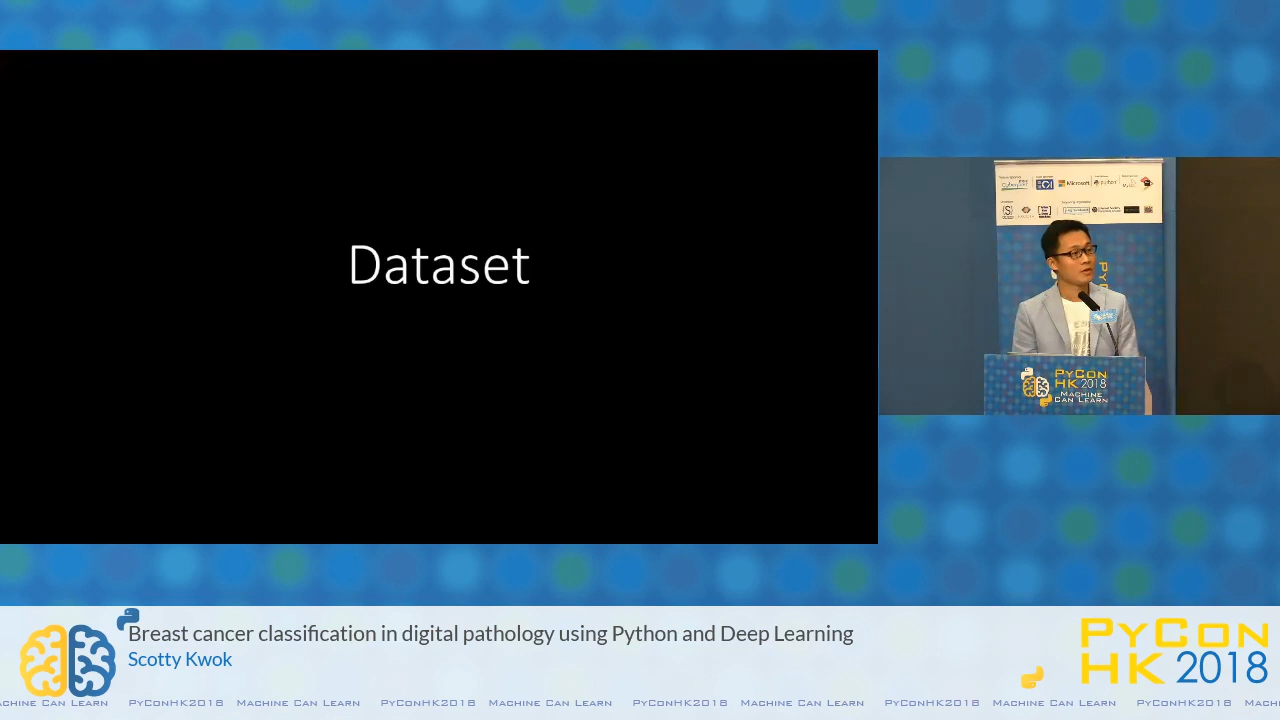 Dataset
Microsoft
python
PYCON
HK 2018
MACHINE
CAN LEARN
Breast cancer classification in digital pathology using Python and Deep Learning
Scotty Kwok
PYCON
HK 2018
MACHINE CAN LEARN PYCONHK2018 MACHINE CAN LEARN PYCONHK2018 MACHINE CAN LEARN PYCONHK2018 MACHINE CAN LEARN PYCONHK2018 MACHINE CAN LEARN PYCONHK2018